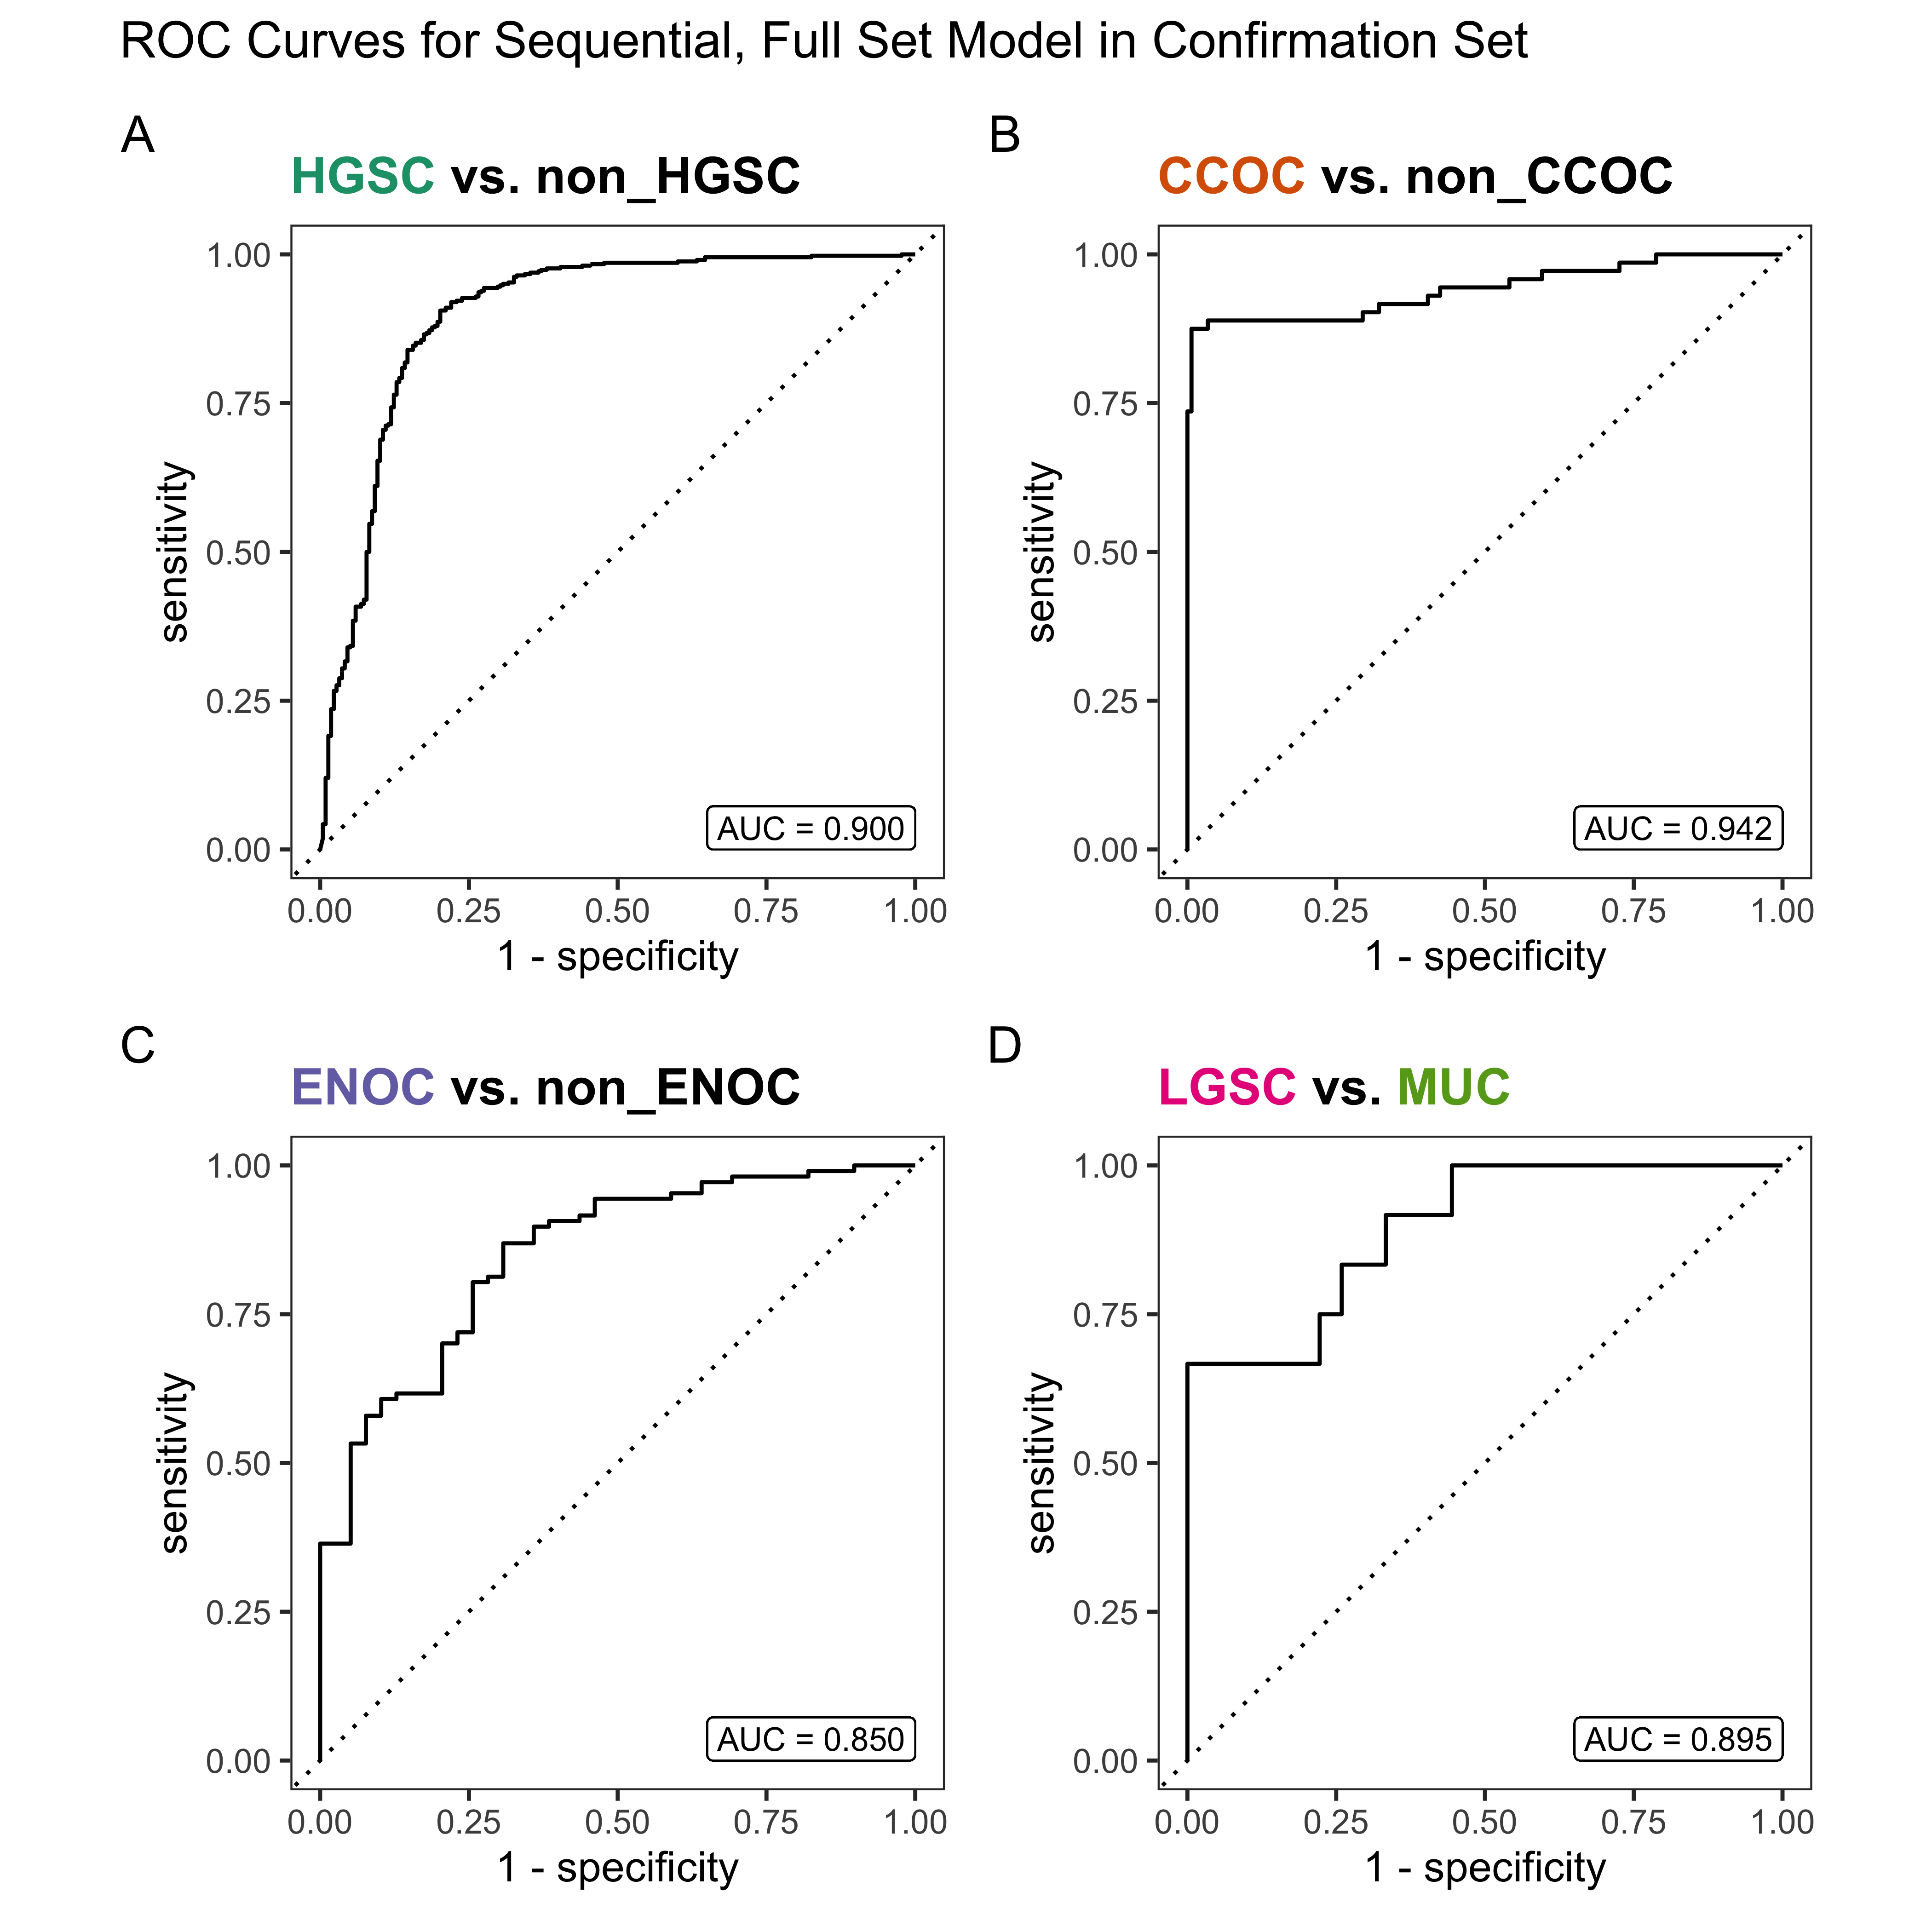 ROC Curves for Sequential, Full Set Model in Confirmation Set
A
HGSC vs. non_HGSC
1.00
0.75
0.50
0.25
0.00
sensitivity
AUC = 0.900
0.00 0.25 0.50 0.75 1.00
1 - specificity
B
CCOC vs. non_CCOC
1.00
0.75
0.50
0.25
0.00
sensitivity
AUC = 0.942
0.00 0.25 0.50 0.75 1.00
1 - specificity
C
ENOC vs. non_ENOC
1.00
0.75
0.50
0.25
0.00
sensitivity
AUC = 0.850
0.00 0.25 0.50 0.75 1.00
1 - specificity
D
LGSC vs. MUC
1.00
0.75
0.50
0.25
0.00
sensitivity
AUC = 0.895
0.00 0.25 0.50 0.75 1.00
1 - specificity